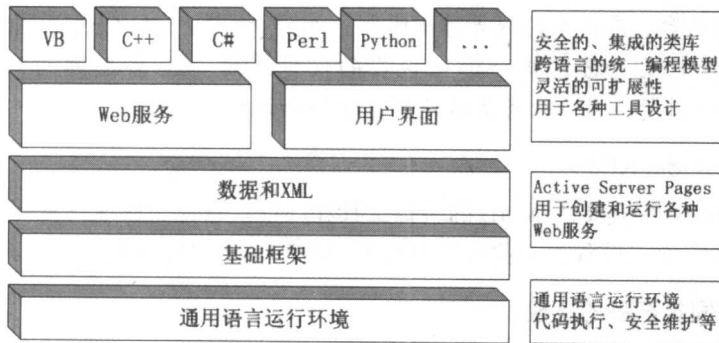 VB C++ C# Perl Python ...
Web服务 用户界面
数据和XML
基础框架
通用语言运行环境
安全的、集成的类库
跨语言的统一编程模型
灵活的可扩展性
用于各种工具设计
Active Server Pages
用于创建和运行各种
Web服务
通用语言运行环境
代码执行、安全维护等